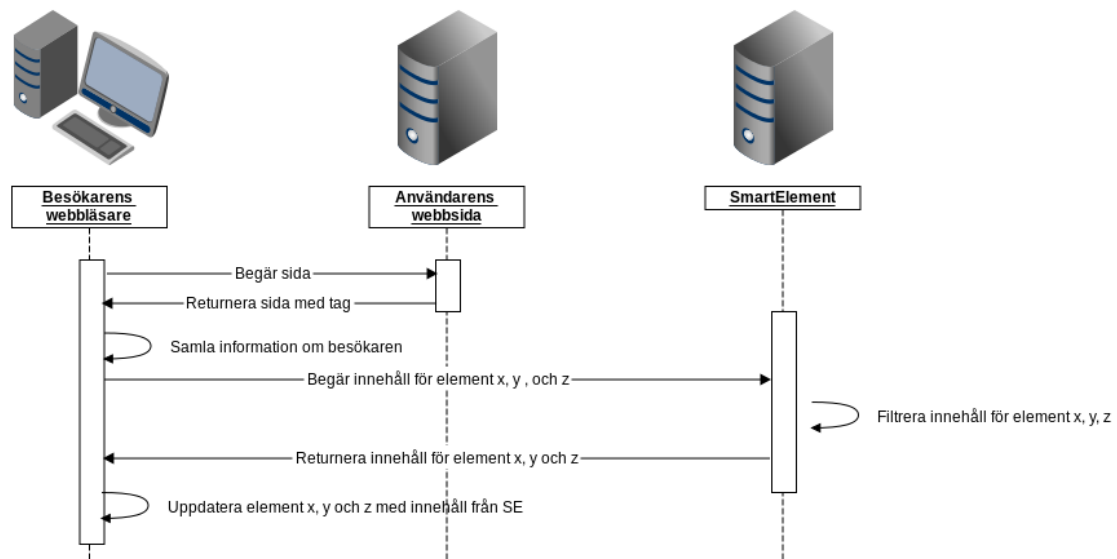 Besökarens
webbläsare
Användarens
webbsida
SmartElement
Begär sida
Returnera sida med tag
Samla information om besökaren
Begär innehåll för element x, y , och z
Filtrera innehåll för element x, y, z
Returnera innehåll för element x, y och z
Uppdatera element x, y och z med innehåll från SE